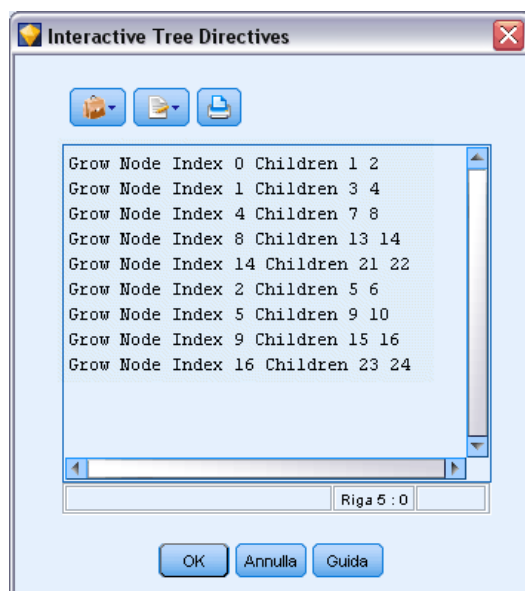 Interactive Tree Directives
Grow Node Index 0 Children 1 2
Grow Node Index 1 Children 3 4
Grow Node Index 4 Children 7 8
Grow Node Index 8 Children 13 14
Grow Node Index 14 Children 21 22
Grow Node Index 2 Children 5 6
Grow Node Index 5 Children 9 10
Grow Node Index 9 Children 15 16
Grow Node Index 16 Children 23 24
Riga 5 : 0
OK Annulla Guida